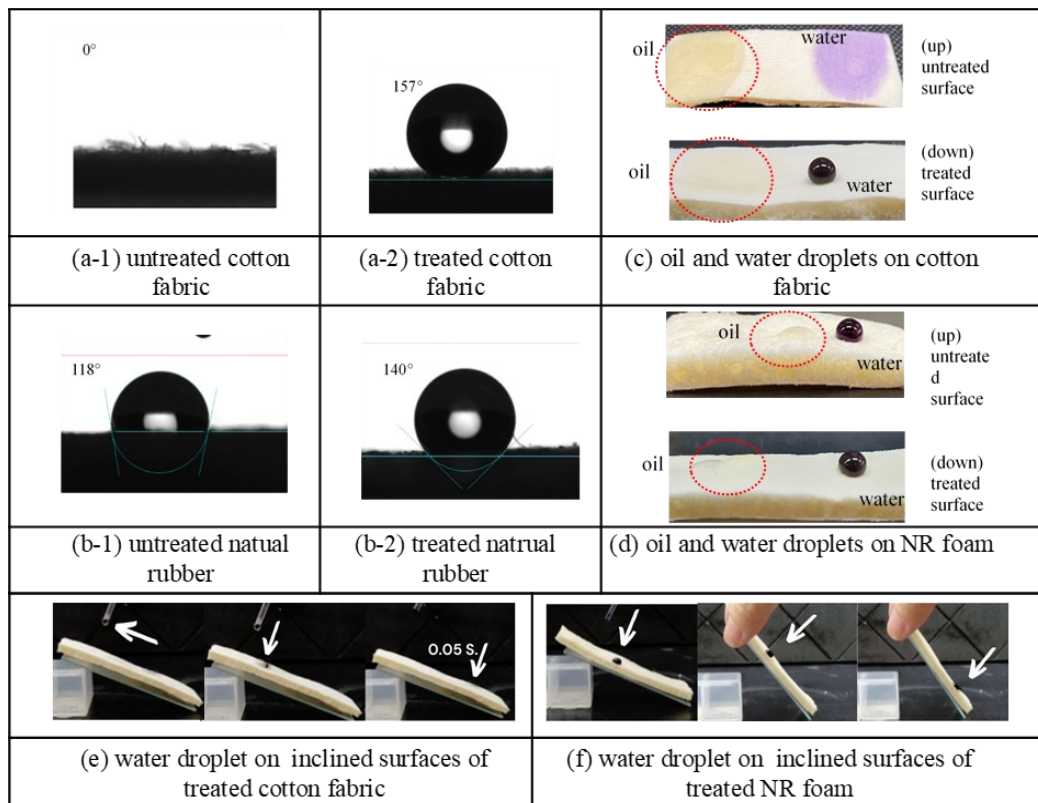 0°
157°
oil
water
(up)
untreated
surface
oil
water
(down)
treated
surface
(a-1) untreated cotton
fabric
(a-2) treated cotton
fabric
(c) oil and water droplets on cotton
fabric
118°
140°
oil
water
(up)
untreate
d
surface
oil
water
(down)
treated
surface
(b-1) untreated natual
rubber
(b-2) treated natrual
rubber
(d) oil and water droplets on NR foam
0.05 S.
(e) water droplet on inclined surfaces of
treated cotton fabric
(f) water droplet on inclined surfaces of
treated NR foam